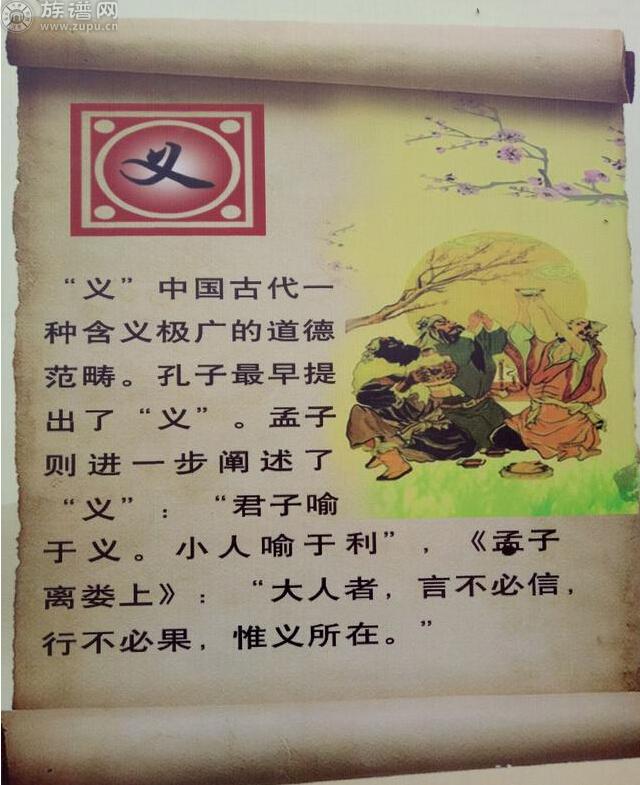 族谱网
www.zupu.cn
义
“义”中国古代一
种含义极广的道德
范畴。孔子最早提
出了“义”。孟子
则进一步阐述了
“义”：“君子喻
于义。小人喻于利”，《孟子
离娄上》：“大人者，言不必信，
行不必果，惟义所在。”